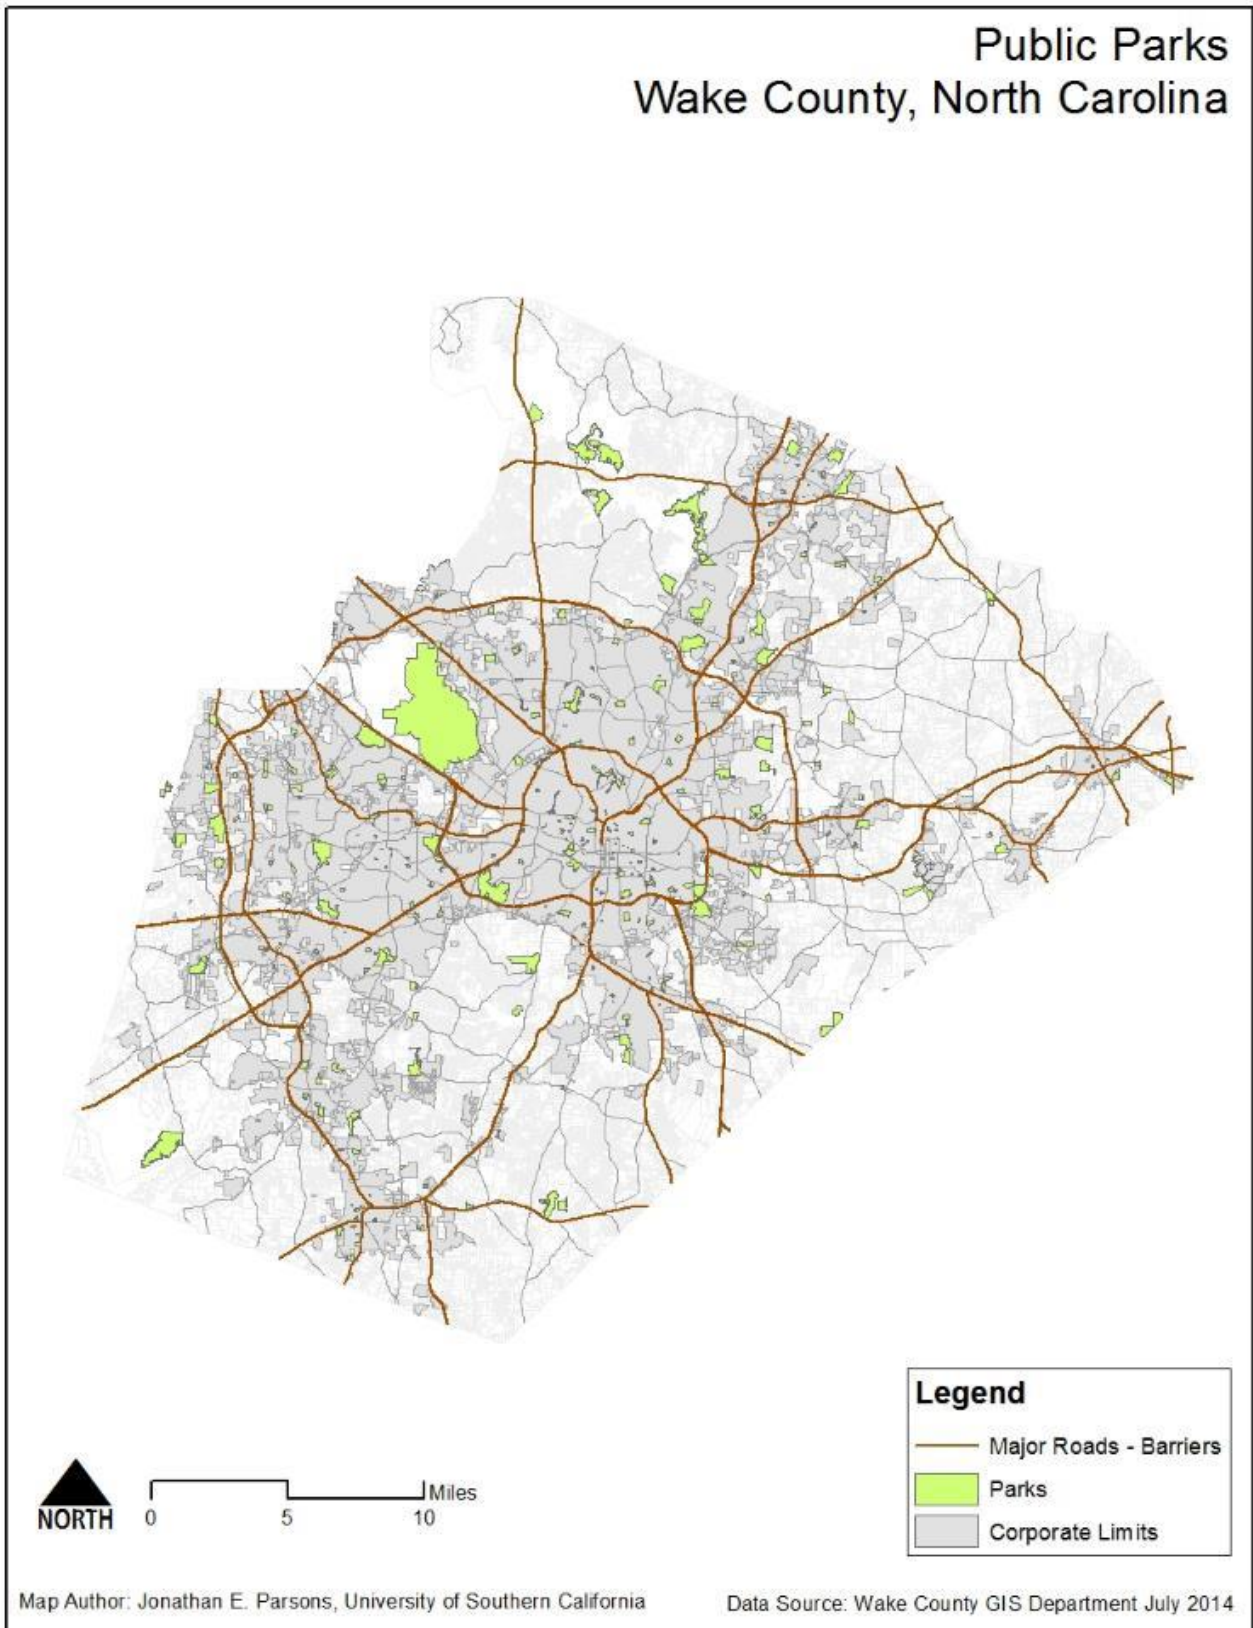 Public Parks
Wake County, North Carolina
Legend
Major Roads - Barriers
Parks
Corporate Limits
NORTH
Miles
0 5 10
Map Author: Jonathan E. Parsons, University of Southern California
Data Source: Wake County GIS Department July 2014